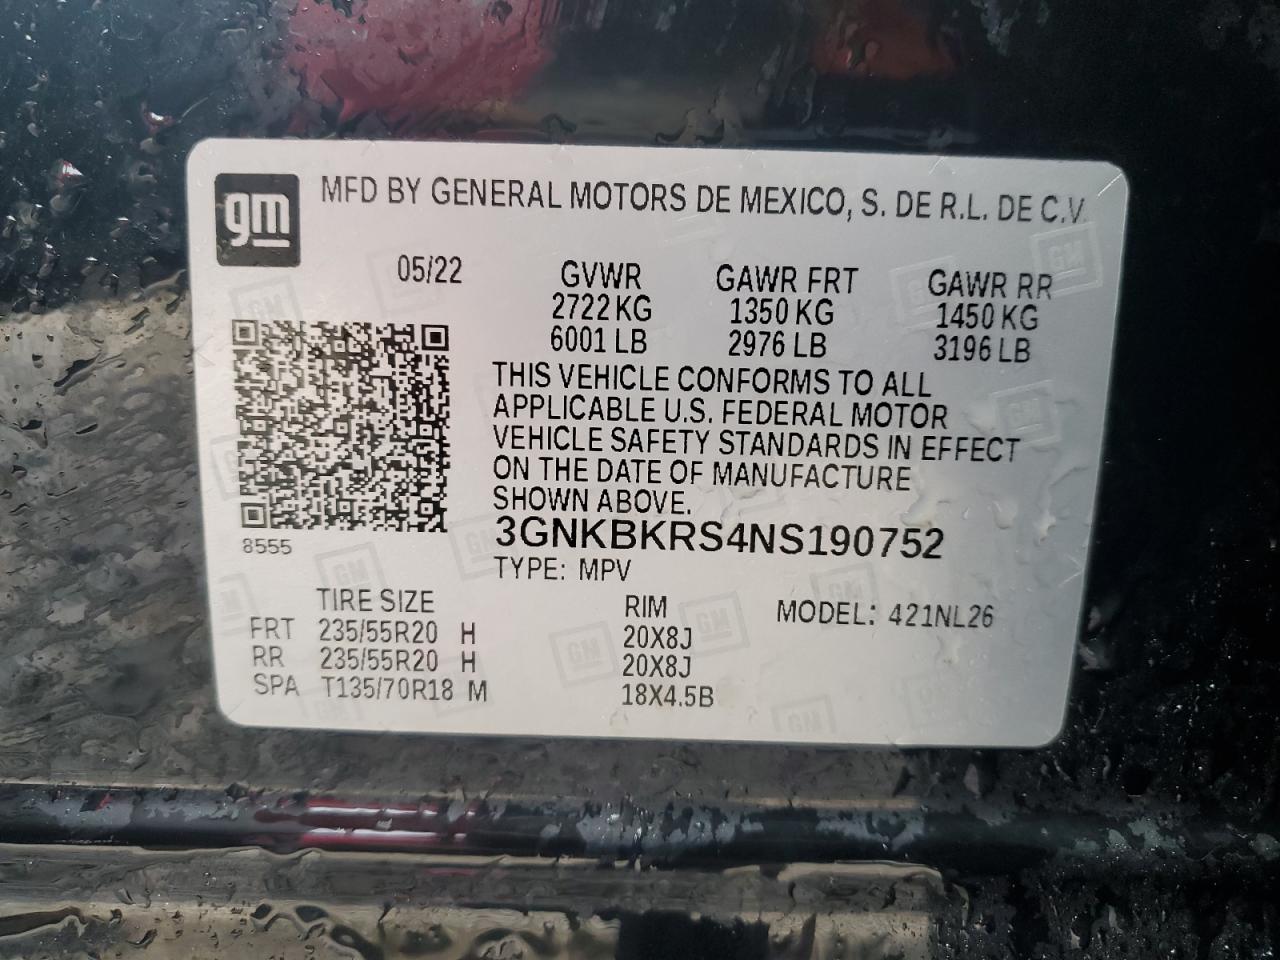 gm
MFD BY GENERAL MOTORS DE MEXICO, S. DE R.L. DE C.V.
05/22
GVWR GAWR FRT GAWR RR
2722 KG 1350 KG 1450 KG
6001 LB 2976 LB 3196 LB
THIS VEHICLE CONFORMS TO ALL
APPLICABLE U.S. FEDERAL MOTOR
VEHICLE SAFETY STANDARDS IN EFFECT
ON THE DATE OF MANUFACTURE
SHOWN ABOVE.
3GNKBKRS4NS190752
8555
TYPE: MPV
TIRE SIZE RIM MODEL: 421NL26
FRT 235/55R20 H 20X8J
RR 235/55R20 H 20X8J
SPA T135/70R18 M 18X4.5B